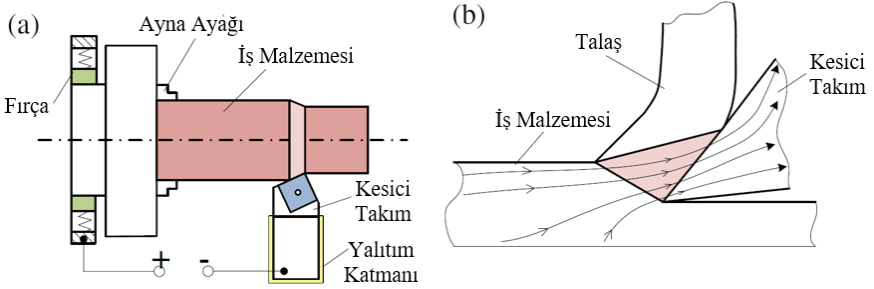 (a)
Ayna Ayağı
İş Malzemesi
Fırça
Kesici
Takım
Yalıtım
Katmanı
+ -
(b)
Talaş
Kesici
Takım
İş Malzemesi